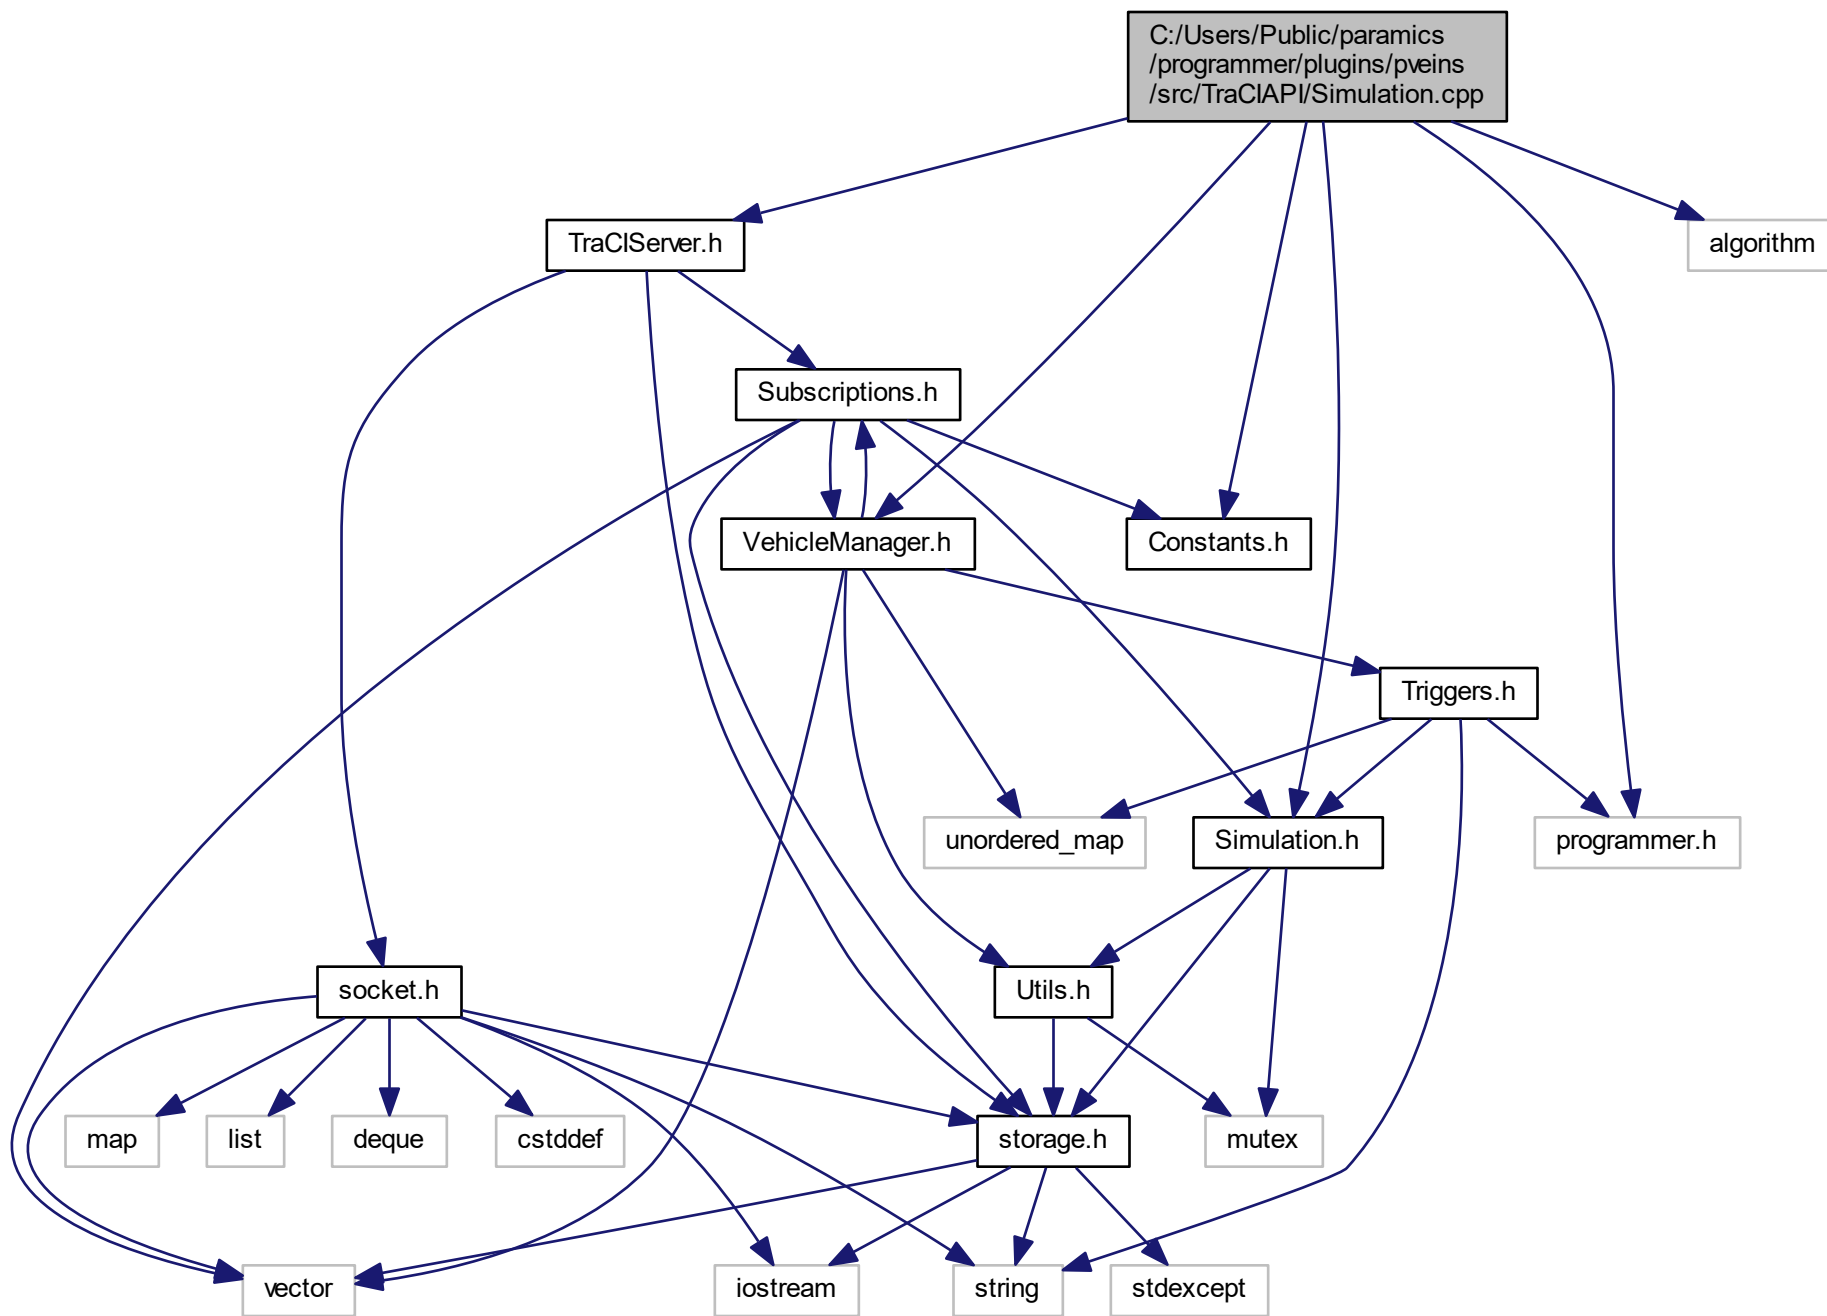 C:/Users/Public/paramics
/programmer/plugins/pveins
/src/TraCIAPI/Simulation.cpp
TraCIServer.h
algorithm
Subscriptions.h
VehicleManager.h
Constants.h
Triggers.h
unordered_map
Simulation.h
programmer.h
socket.h
Utils.h
map
list
deque
cstddef
storage.h
mutex
vector
iostream
string
stdexcept